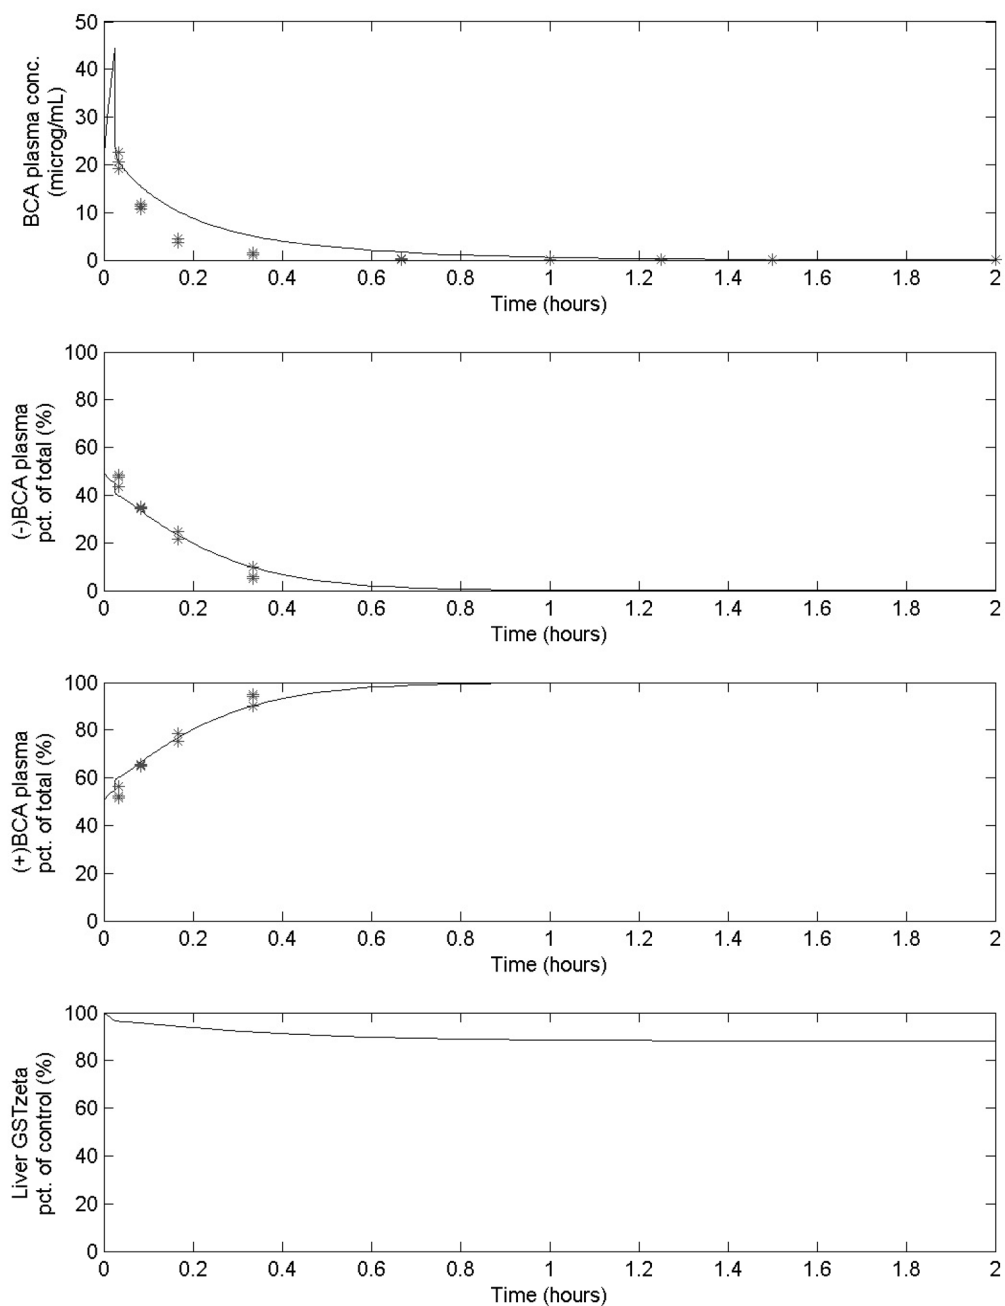 BCA plasma conc.
(microg/mL)
50
40
30
20
10
0
0 0.2 0.4 0.6 0.8 1 1.2 1.4 1.6 1.8 2
Time (hours)
(-)BCA plasma
pct. of total (%)
100
80
60
40
20
0
0 0.2 0.4 0.6 0.8 1 1.2 1.4 1.6 1.8 2
Time (hours)
(+)BCA plasma
pct. of total (%)
100
80
60
40
20
0
0 0.2 0.4 0.6 0.8 1 1.2 1.4 1.6 1.8 2
Time (hours)
Liver GSTzeta
pct. of control (%)
100
80
60
40
20
0
0 0.2 0.4 0.6 0.8 1 1.2 1.4 1.6 1.8 2
Time (hours)